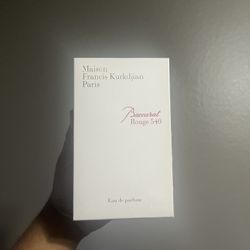 Maison
Francis Kurkdjian
Paris
Baccarat
Rouge 540
Eau de parfum